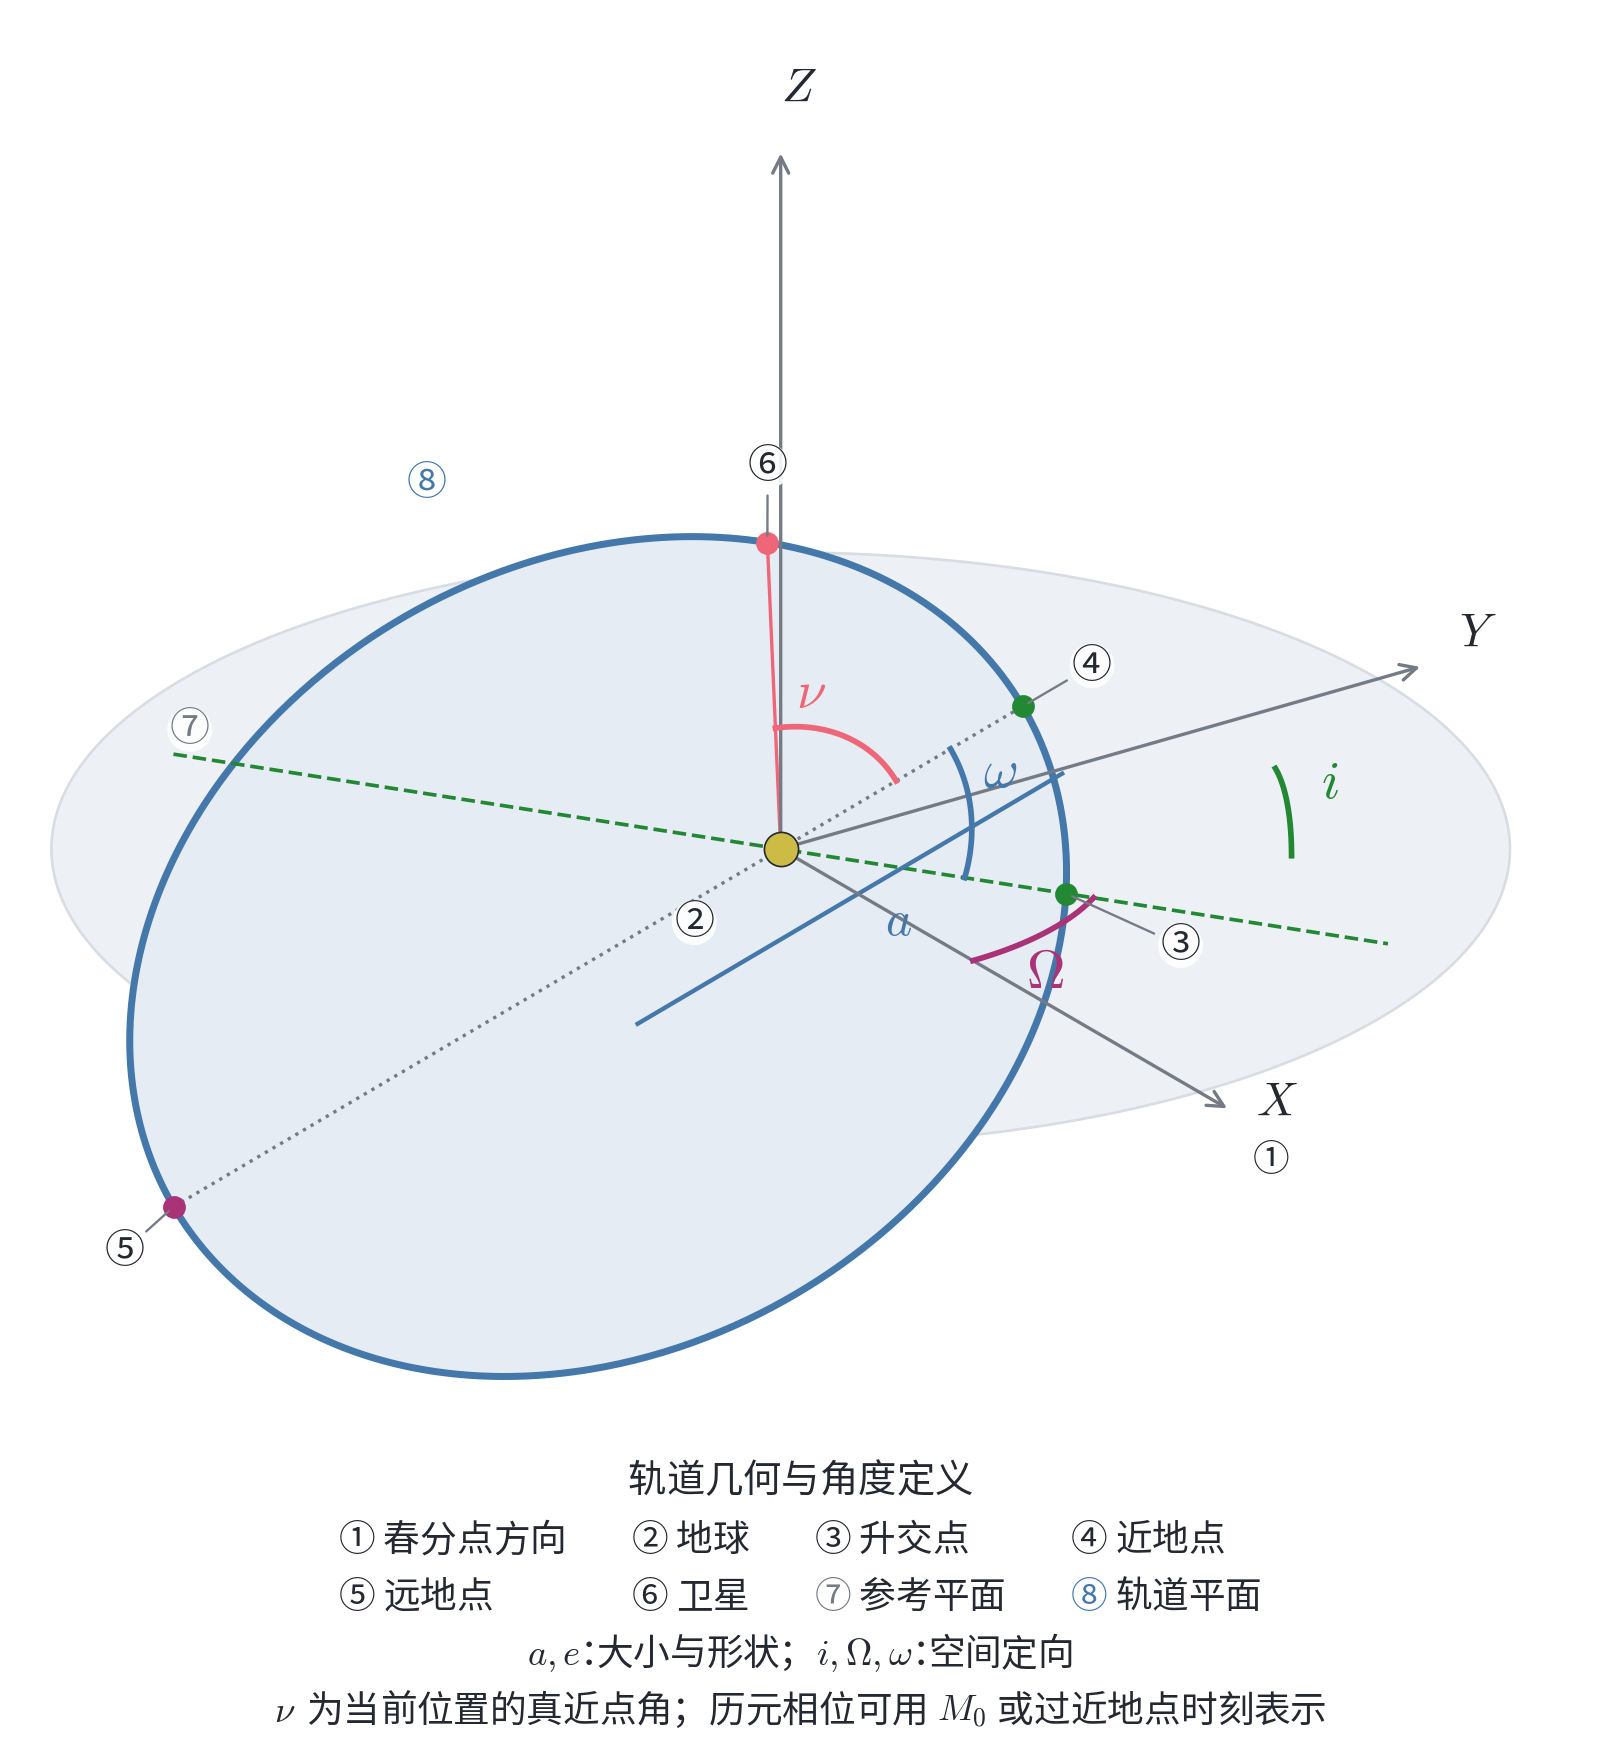 Z
⑥
⑧
Y
④
ν
⑦
ω
i
a
②
③
Ω
X
①
⑤
轨道几何与角度定义
① 春分点方向 ② 地球 ③ 升交点 ④ 近地点
⑤ 远地点 ⑥ 卫星 ⑦ 参考平面 ⑧ 轨道平面
a, e:大小与形状；i, Ω, ω:空间定向
ν 为当前位置的真近点角；历元相位可用 M₀ 或过近地点时刻表示